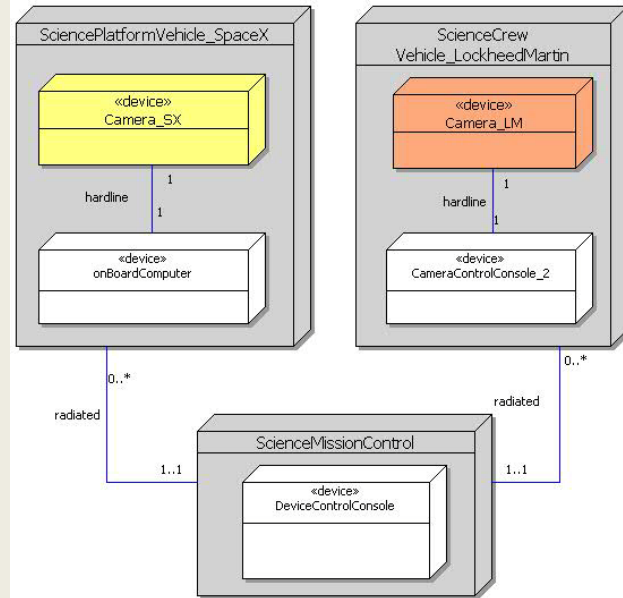 SciencePlatformVehicle_SpaceX
«device»
Camera_SX
1
hardline
1
«device»
onBoardComputer
ScienceCrew
Vehicle_LockheedMartin
«device»
Camera_LM
1
hardline
1
«device»
CameraControlConsole_2
0..*
radiated
1..1
0..*
radiated
1..1
ScienceMissionControl
«device»
DeviceControlConsole